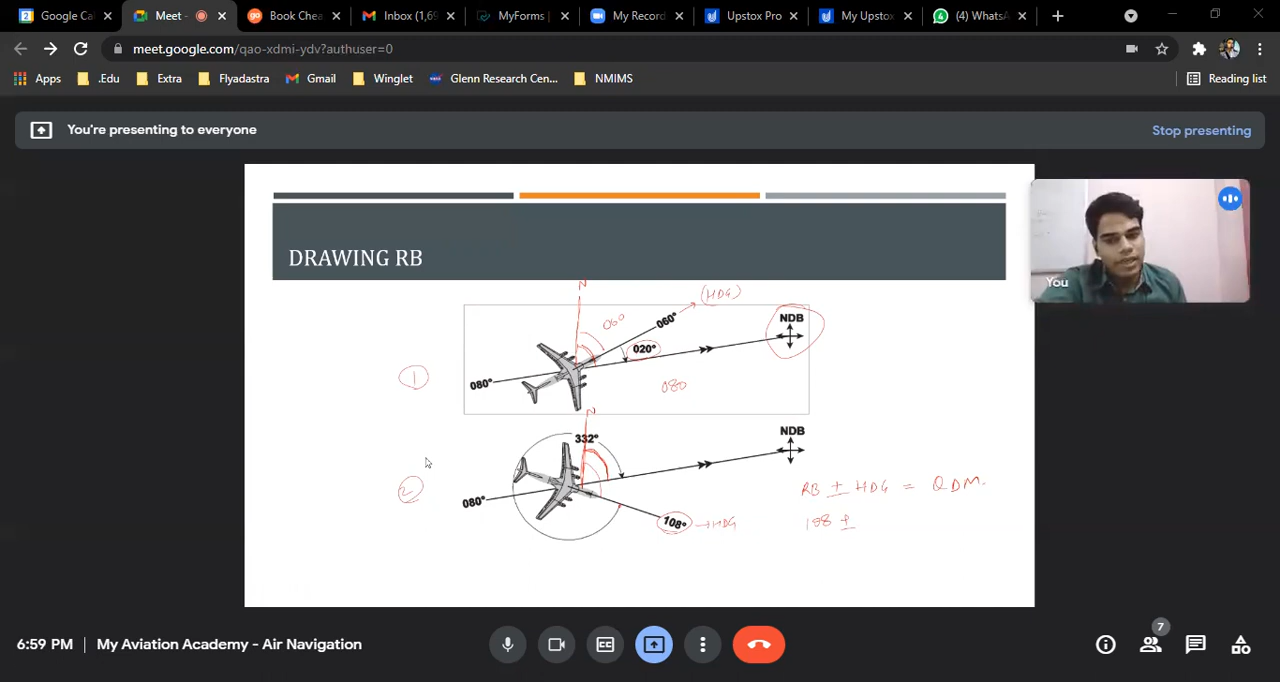 Google Ca
Meet -
Book Chea
Inbox (1,69
MyForms |
My Record
Upstox Pro
My Upsto
(4) WhatsA
meet.google.com/qao-xdmi-ydv?authuser=0
Apps
.Edu
Extra
Flyadastra
Gmail
Winglet
Glenn Research Cen...
NMIMS
Reading list
You're presenting to everyone
Stop presenting
DRAWING RB
You
N
(HDG)
060°
060°
NDB
020°
080°
080
1
N
332°
NDB
2
080°
108°
→HDG
RB ± HDG = QDM.
108 ±
6:59 PM | My Aviation Academy - Air Navigation
7